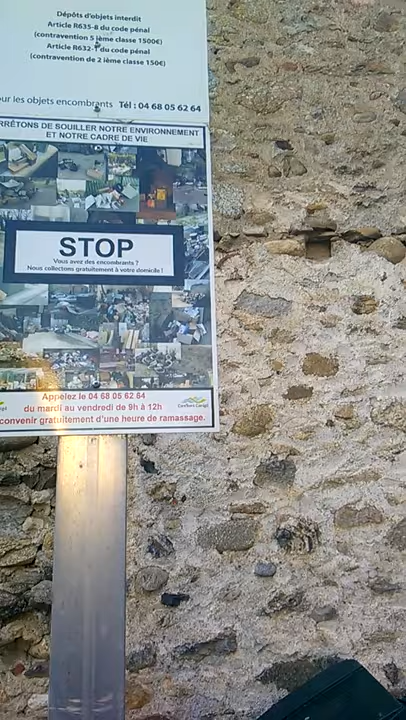 Dépôts d'objets interdit
Article R635-8 du code pénal
(contravention 5 ième classe 1500€)
Article R632-1 du code pénal
(contravention de 2 ième classe 150€)
our les objets encombrants Tél : 04 68 05 62 64
RRÊTONS DE SOUILLER NOTRE ENVIRONNEMENT
ET NOTRE CADRE DE VIE
STOP
Vous avez des encombrants ?
Nous collectons gratuitement à votre domicile !
Appelez le 04 68 05 62 64
du mardi au vendredi de 9h à 12h
convenir gratuitement d'une heure de ramassage.